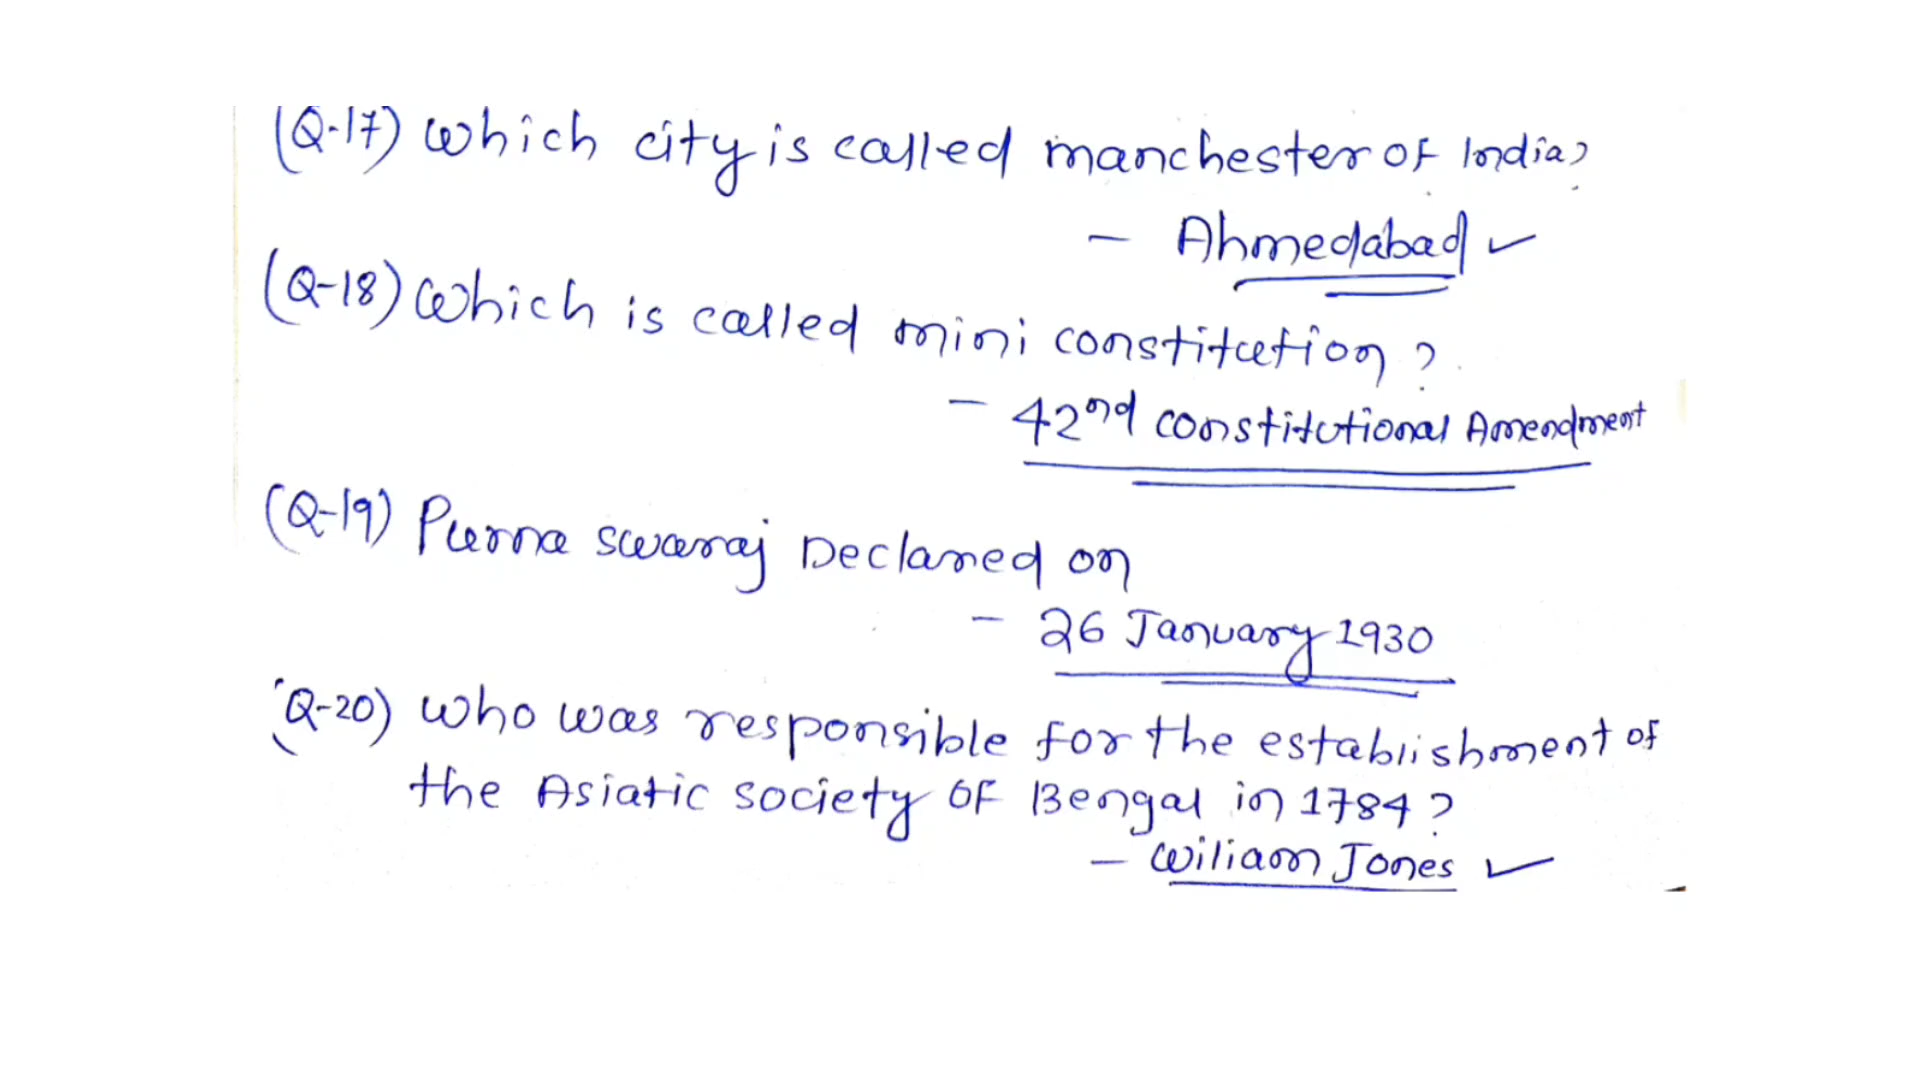 (Q-17) Which city is called manchester of India?
- Ahmedabad ✓
(Q-18) Which is called mini constitution?
- 42nd constitutional Amendment
(Q-19) Purna swaraj Declared on
- 26 January 1930
(Q-20) Who was responsible for the establishment of
the Asiatic society of Bengal in 1784?
- Wiliam Jones ✓